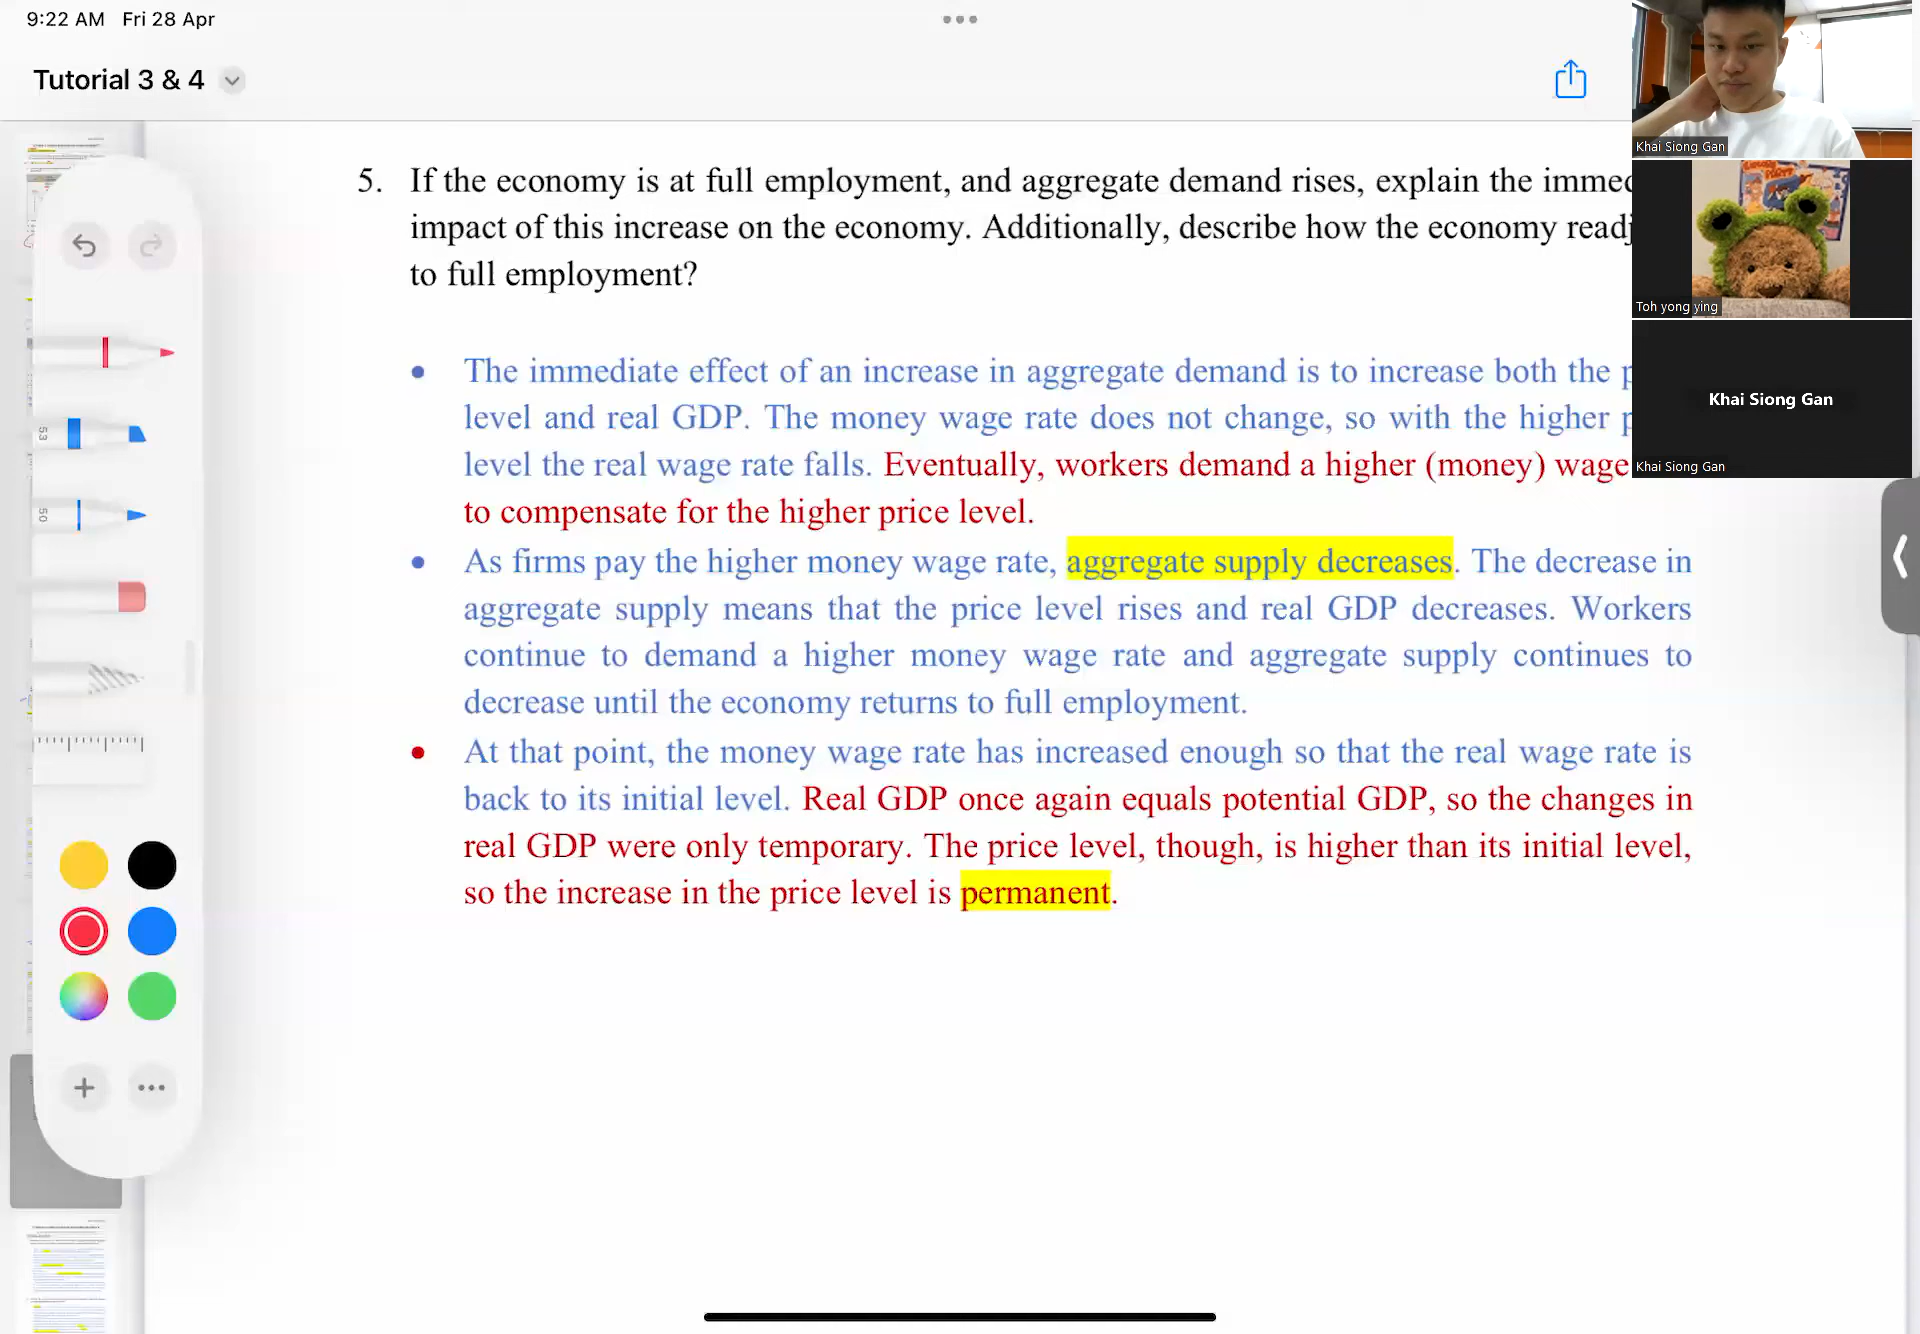 9:22 AM Fri 28 Apr
Tutorial 3 & 4
5. If the economy is at full employment, and aggregate demand rises, explain the
impact of this increase on the economy. Additionally, describe how the economy
to full employment?
The immediate effect of an increase in aggregate demand is to increase both the
level and real GDP. The money wage rate does not change, so with the higher
level the real wage rate falls. Eventually, workers demand a higher (money) wage
to compensate for the higher price level.
As firms pay the higher money wage rate, aggregate supply decreases. The decrease in
aggregate supply means that the price level rises and real GDP decreases. Workers
continue to demand a higher money wage rate and aggregate supply continues to
decrease until the economy returns to full employment.
At that point, the money wage rate has increased enough so that the real wage rate is
back to its initial level. Real GDP once again equals potential GDP, so the changes in
real GDP were only temporary. The price level, though, is higher than its initial level,
so the increase in the price level is permanent.
Khai Siong Gan
Toh yong ying
Khai Siong Gan
Khai Siong Gan
53
50